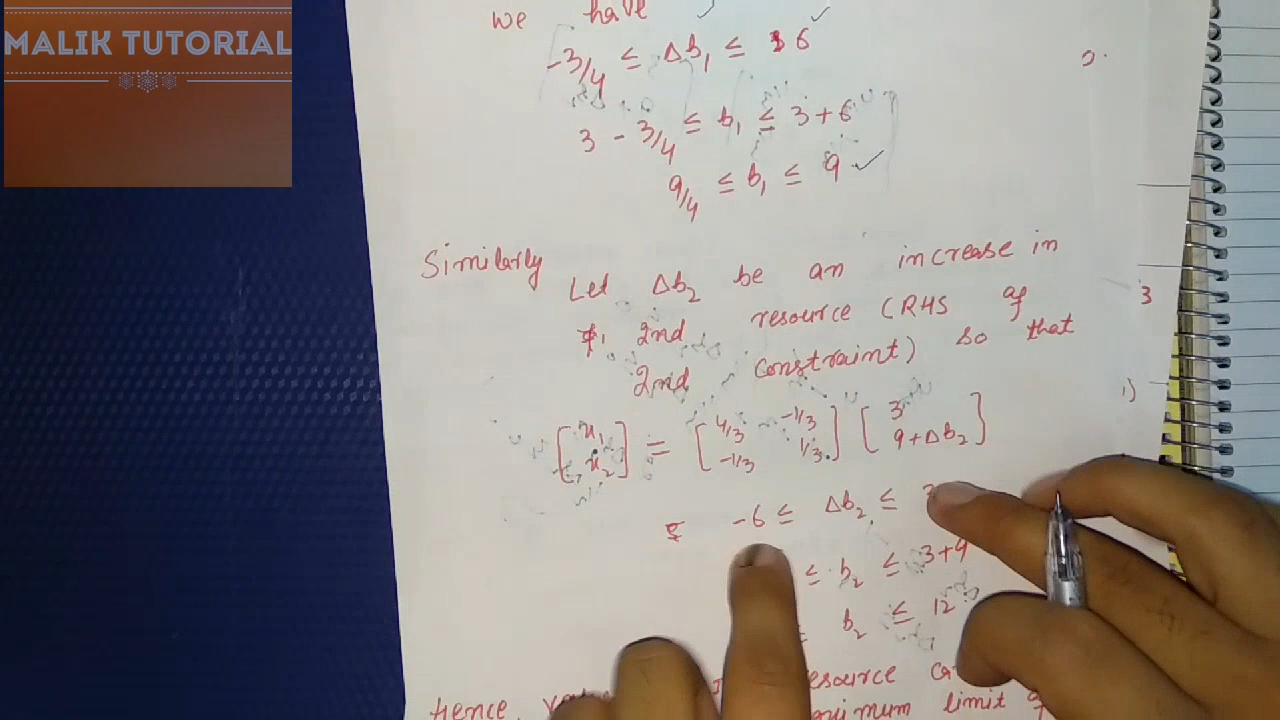 MALIK TUTORIAL
we have
-3/4 ≤ Δb₁ ≤ 6
3 - 3/4 ≤ b₁ ≤ 3+6
9/4 ≤ b₁ ≤ 9
Similarly
Let Δb₂ be an increase in
2nd resource (RHS of
2nd constraint) so that
[x₁ x₂] = [4/3 -1/3 -1/3 1/3] [3 9+Δb₂]
-6 ≤ Δb₂ ≤
≤ b₂ ≤ 3+9
b₂ ≤ 12
hence
limit
3